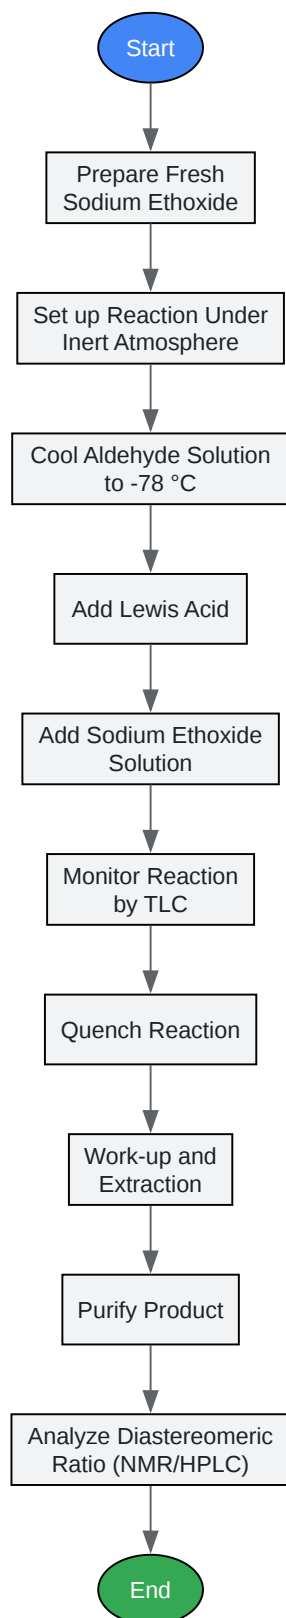 Start
Prepare Fresh
Sodium Ethoxide
Set up Reaction Under
Inert Atmosphere
Cool Aldehyde Solution
to -78 °C
Add Lewis Acid
Add Sodium Ethoxide
Solution
Monitor Reaction
by TLC
Quench Reaction
Work-up and
Extraction
Purify Product
Analyze Diastereomeric
Ratio (NMR/HPLC)
End